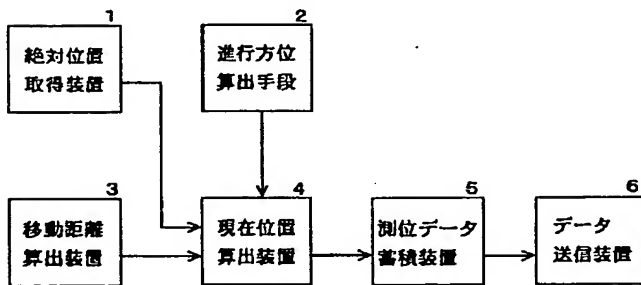 1
絶対位置
取得装置
2
進行方位
算出手段
3
移動距離
算出装置
4
現在位置
算出装置
5
測位データ
蓄積装置
6
データ
送信装置